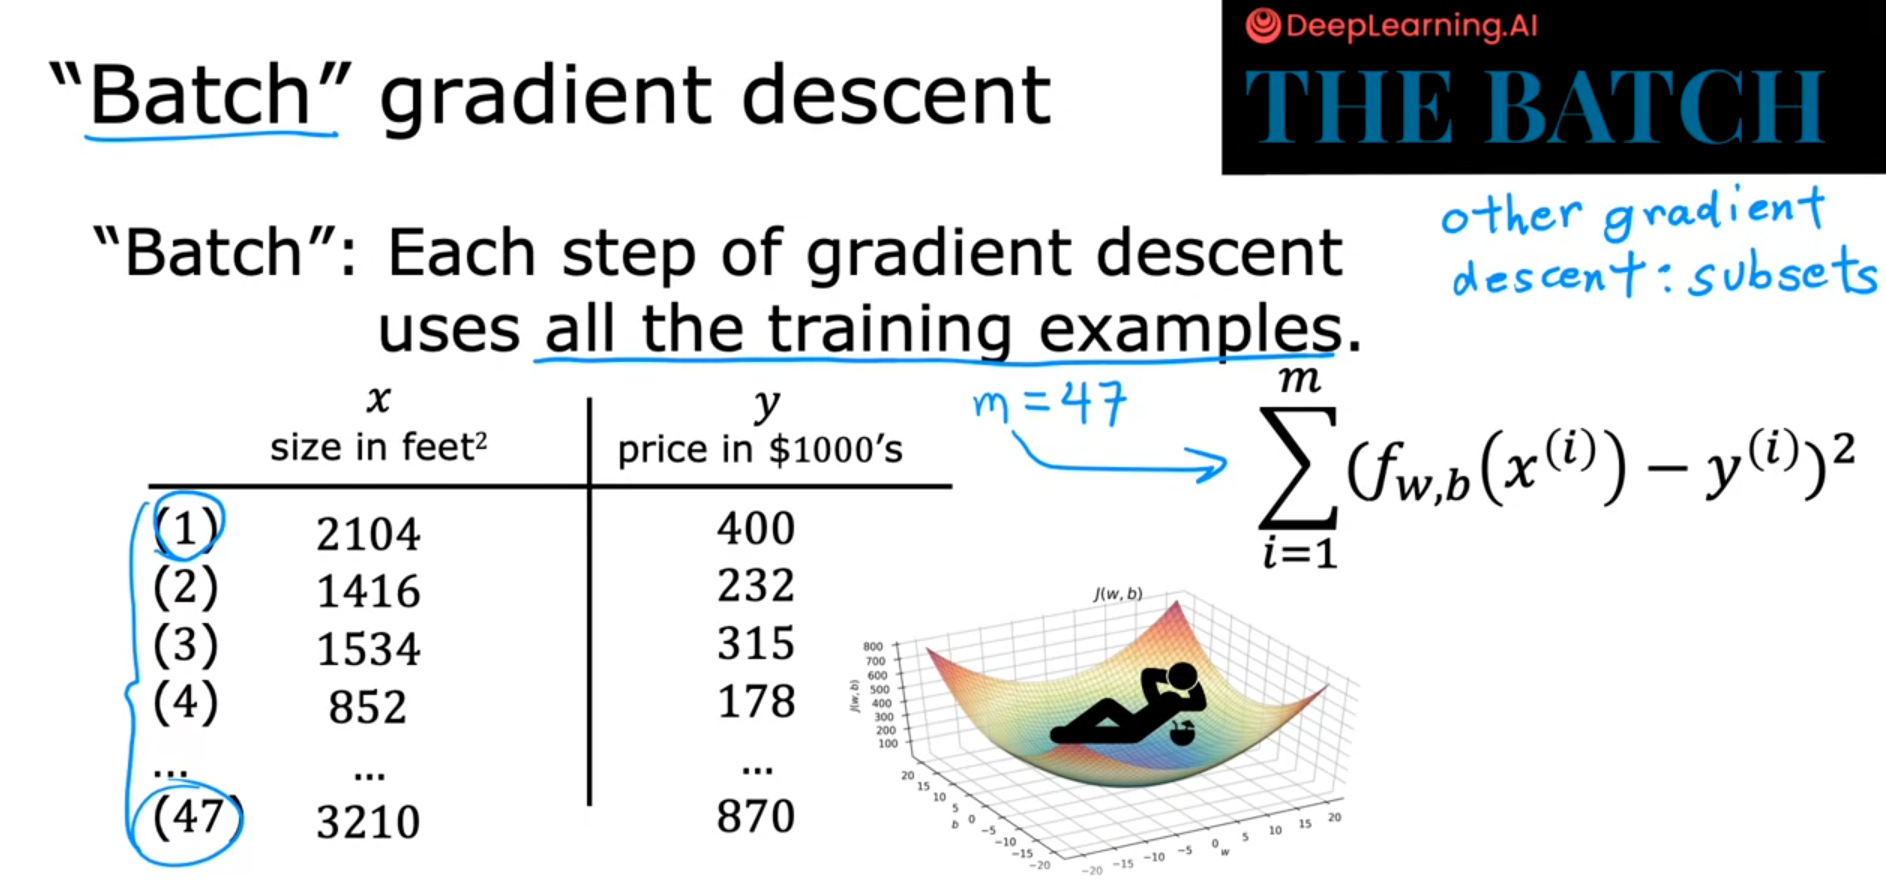 DeepLearning.AI
THE BATCH
“Batch” gradient descent
other gradient
descent: subsets
“Batch”: Each step of gradient descent
uses all the training examples.
x y
size in feet² price in $1000’s
m = 47
m
∑ (f_{w,b}(x^{(i)}) − y^{(i)})²
i=1
(1) 2104 400
(2) 1416 232
(3) 1534 315
(4) 852 178
... ... ...
(47) 3210 870
J(w, b)
J(w, b)
800
700
600
500
400
300
200
100
20 15 10 5 0 −5 −10 −15 −20
b
−20 −15 −10 −5 0 5 10 15 20
w